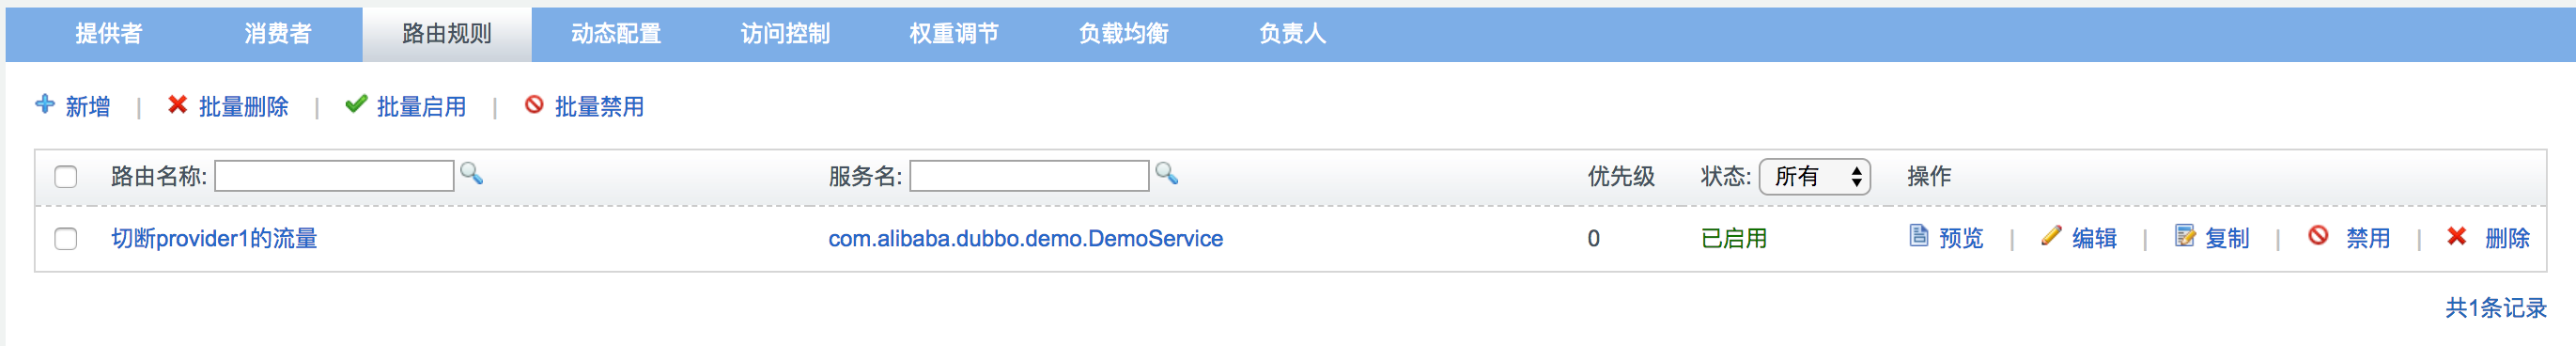 提供者 消费者 路由规则 动态配置 访问控制 权重调节 负载均衡 负责人
新增 | 批量删除 | 批量启用 | 批量禁用
路由名称: 服务名: 优先级 状态: 所有 操作
切断provider1的流量 com.alibaba.dubbo.demo.DemoService 0 已启用 预览 | 编辑 | 复制 | 禁用 | 删除
共1条记录